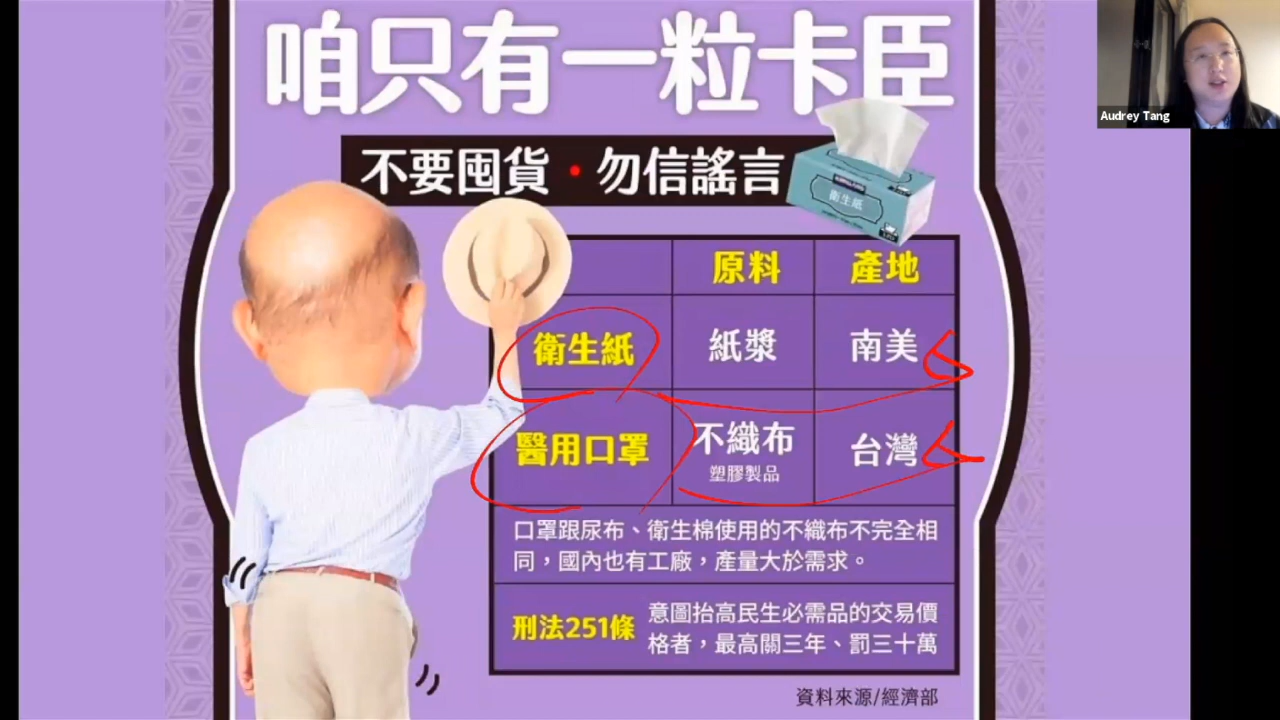 咱只有一粒卡臣
Audrey Tang
不要囤貨・勿信謠言
衛生紙
原料
產地
衛生紙
紙漿
南美
醫用口罩
不織布
台灣
塑膠製品
口罩跟尿布、衛生棉使用的不織布不完全相
同，國內也有工廠，產量大於需求。
刑法251條
意圖抬高民生必需品的交易價
格者，最高關三年、罰三十萬
資料來源/經濟部